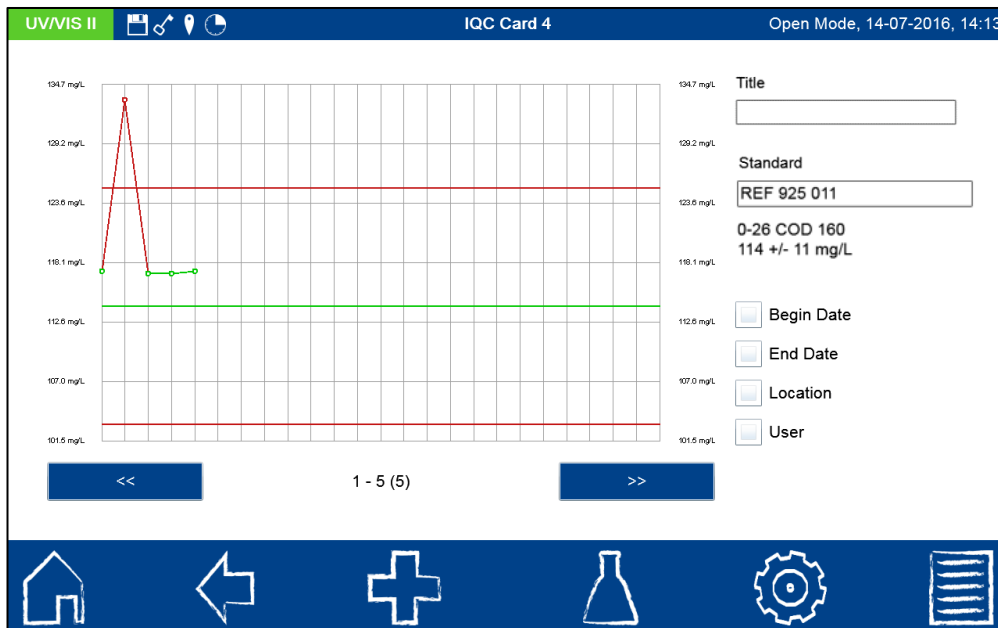 UV/VIS II
IQC Card 4
Open Mode, 14-07-2016, 14:13
134.7 mg/L
129.2 mg/L
123.6 mg/L
118.1 mg/L
112.6 mg/L
107.0 mg/L
101.5 mg/L
134.7 mg/L
129.2 mg/L
123.6 mg/L
118.1 mg/L
112.6 mg/L
107.0 mg/L
101.5 mg/L
Title
Standard
REF 925 011
0-26 COD 160
114 +/- 11 mg/L
Begin Date
End Date
Location
User
<<
1 - 5 (5)
>>